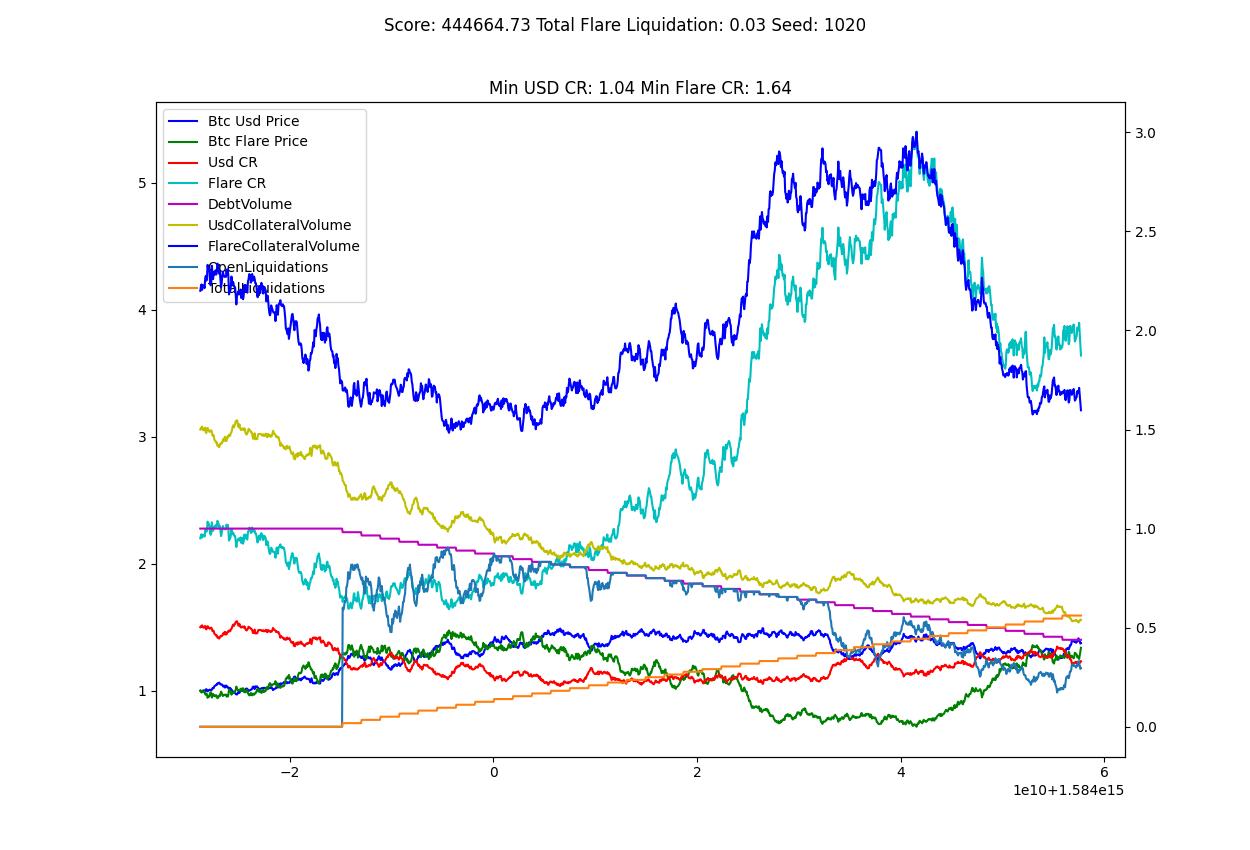 Score: 444664.73 Total Flare Liquidation: 0.03 Seed: 1020
Min USD CR: 1.04 Min Flare CR: 1.64
Btc Usd Price
Btc Flare Price
Usd CR
Flare CR
DebtVolume
UsdCollateralVolume
FlareCollateralVolume
OpenLiquidations
TotalLiquidations
5
4
3
2
1
3.0
2.5
2.0
1.5
1.0
0.5
0.0
−2
0
2
4
6
1e10+1.584e15